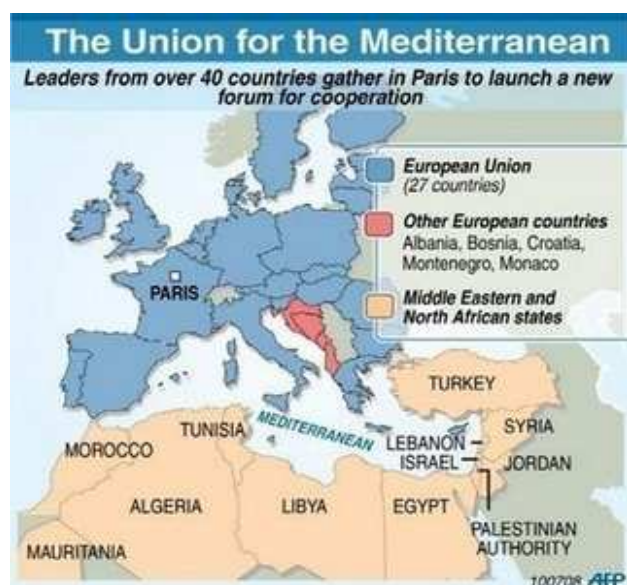 The Union for the Mediterranean
Leaders from over 40 countries gather in Paris to launch a new
forum for cooperation
European Union
(27 countries)
Other European countries
Albania, Bosnia, Croatia,
Montenegro, Monaco
Middle Eastern and
North African states
PARIS
MEDITERRANEAN
TURKEY
SYRIA
LEBANON
ISRAEL
JORDAN
PALESTINIAN
AUTHORITY
TUNISIA
MOROCCO
ALGERIA
LIBYA
EGYPT
MAURITANIA
100708 AFP